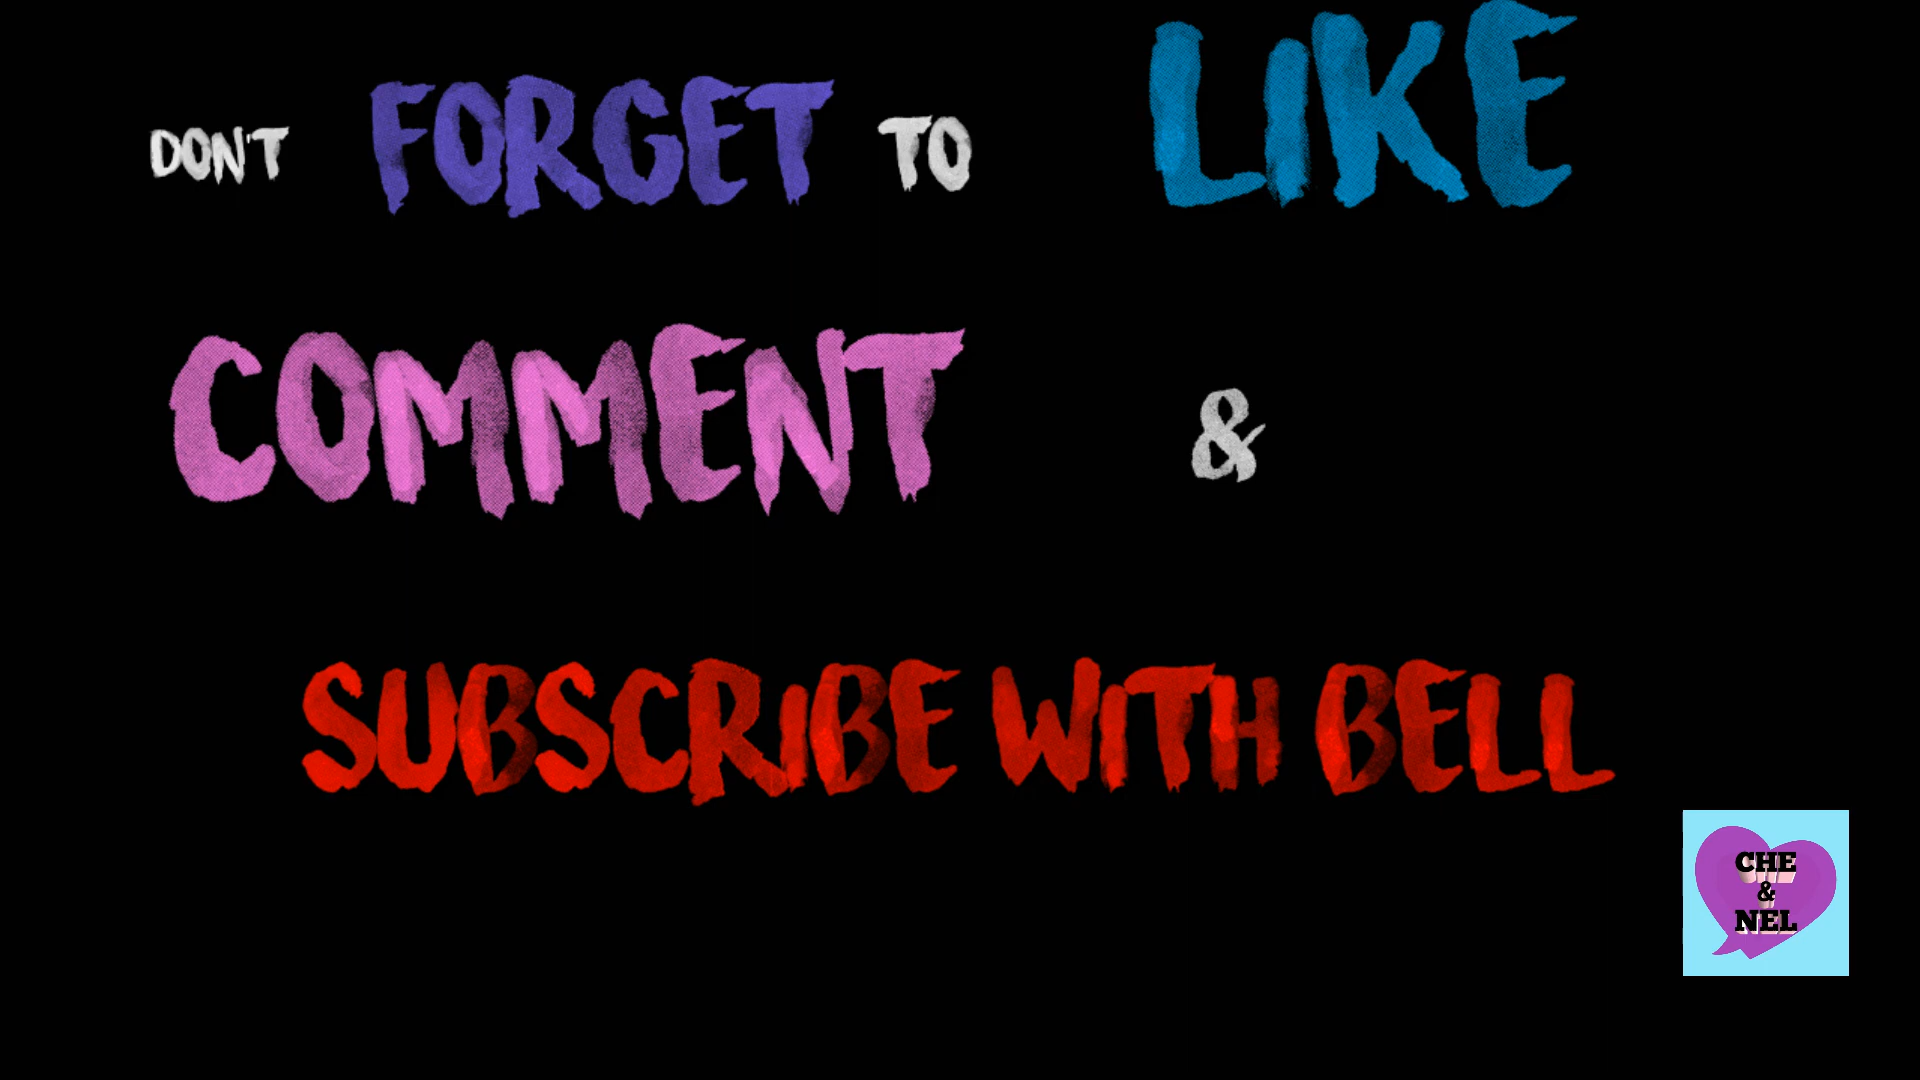 DON'T FORGET TO LIKE
COMMENT &
SUBSCRIBE WITH BELL
CHE
&
NEL